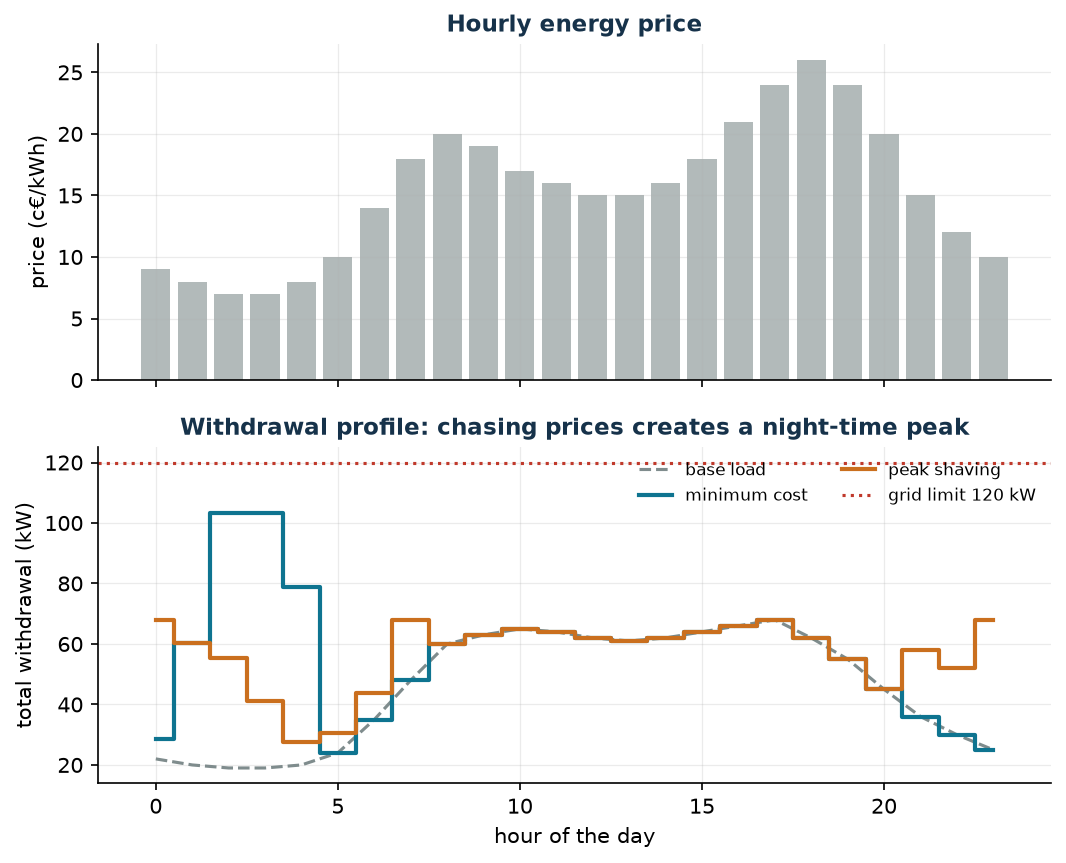 Hourly energy price
price (c€/kWh)
25
20
15
10
5
0
Withdrawal profile: chasing prices creates a night-time peak
total withdrawal (kW)
120
100
80
60
40
20
base load
peak shaving
minimum cost
grid limit 120 kW
0 5 10 15 20
hour of the day